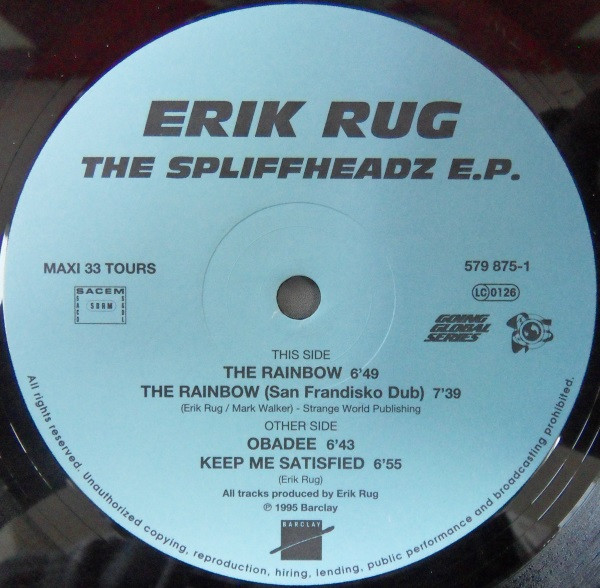 ERIK RUG
THE SPLIFFHEADZ E.P.
MAXI 33 TOURS
579 875-1
SACEM
SDRM
SACD
SGDL
LC 0126
GOING
GLOBAL
SERIES
THIS SIDE
THE RAINBOW 6'49
THE RAINBOW (San Frandisko Dub) 7'39
(Erik Rug / Mark Walker) - Strange World Publishing
OTHER SIDE
OBADEE 6'43
KEEP ME SATISFIED 6'55
(Erik Rug)
All tracks produced by Erik Rug
℗ 1995 Barclay
BARCLAY
All rights reserved. Unauthorized copying, reproduction, hiring, lending, public performance and broadcasting prohibited.